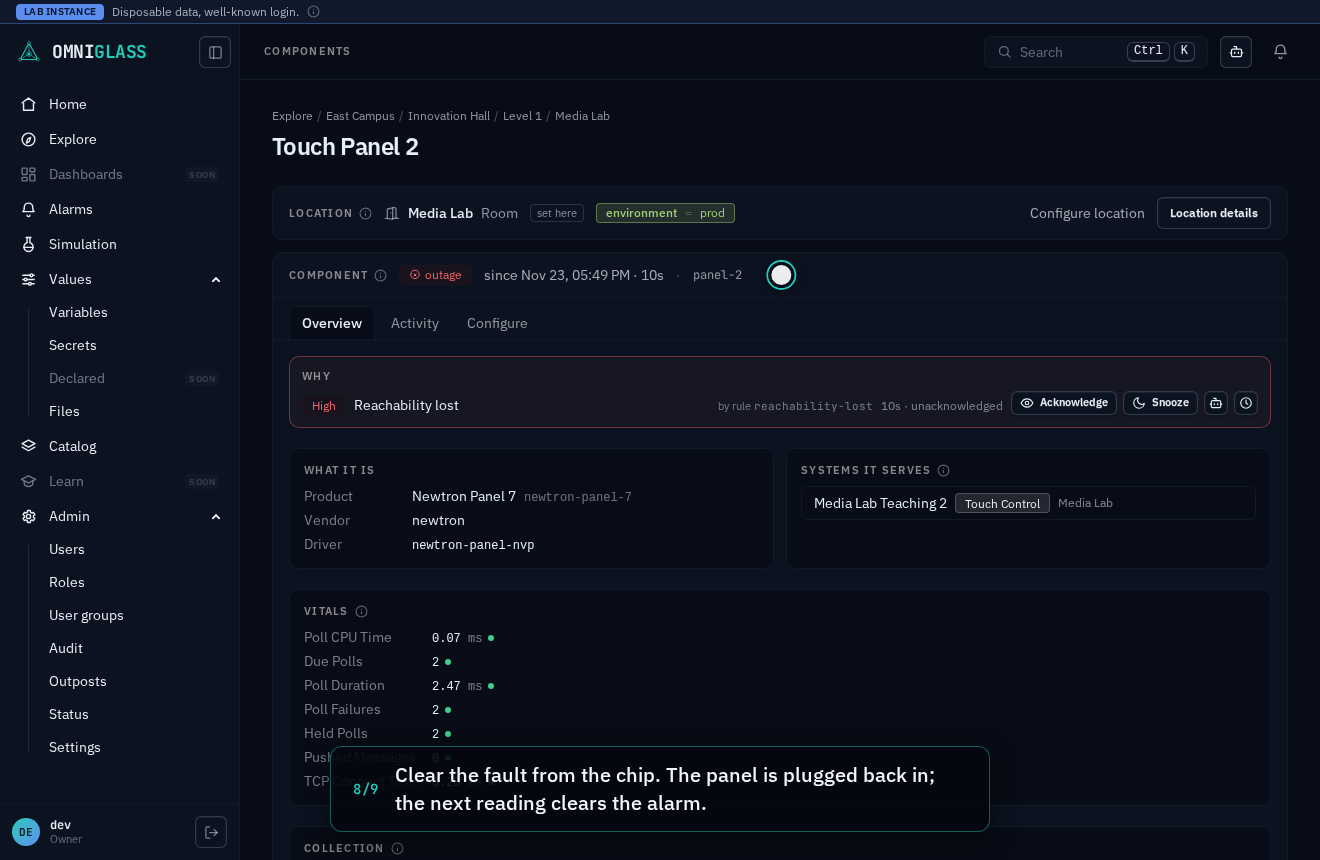 LAB INSTANCE Disposable data, well-known login.
OMNIGLASS
COMPONENTS
Search Ctrl K
Home
Explore
Dashboards SOON
Alarms
Simulation
Values
Variables
Secrets
Declared SOON
Files
Catalog
Learn SOON
Admin
Users
Roles
User groups
Audit
Outposts
Status
Settings
DE dev
Owner
Explore / East Campus / Innovation Hall / Level 1 / Media Lab
Touch Panel 2
LOCATION Media Lab Room set here environment = prod Configure location Location details
COMPONENT outage since Nov 23, 05:49 PM · 10s · panel-2
Overview Activity Configure
WHY
High Reachability lost by rule reachability-lost 10s · unacknowledged Acknowledge Snooze
WHAT IT IS
Product Newtron Panel 7 newtron-panel-7
Vendor newtron
Driver newtron-panel-nvp
SYSTEMS IT SERVES
Media Lab Teaching 2 Touch Control Media Lab
VITALS
Poll CPU Time 0.07 ms
Due Polls 2
Poll Duration 2.47 ms
Poll Failures 2
Held Polls 2
Pushed Messages 0
TCP
8/9 Clear the fault from the chip. The panel is plugged back in;
the next reading clears the alarm.
COLLECTION